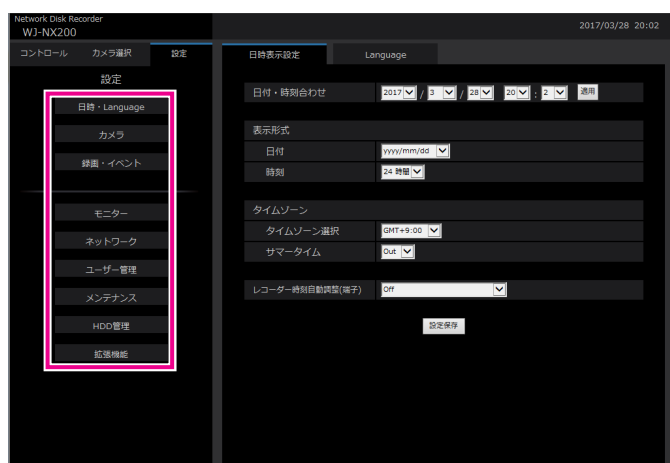 Network Disk Recorder
WJ-NX200
2017/03/28 20:02
コントロール カメラ選択 設定
設定
日時・Language
カメラ
録画・イベント
モニター
ネットワーク
ユーザー管理
メンテナンス
HDD管理
拡張機能
日時表示設定 Language
日付・時刻合わせ 2017 / 3 / 28 20 : 2 適用
表示形式
日付 yyyy/mm/dd
時刻 24 時間
タイムゾーン
タイムゾーン選択 GMT+9:00
サマータイム Out
レコーダー時刻自動調整(端子) Off
設定保存